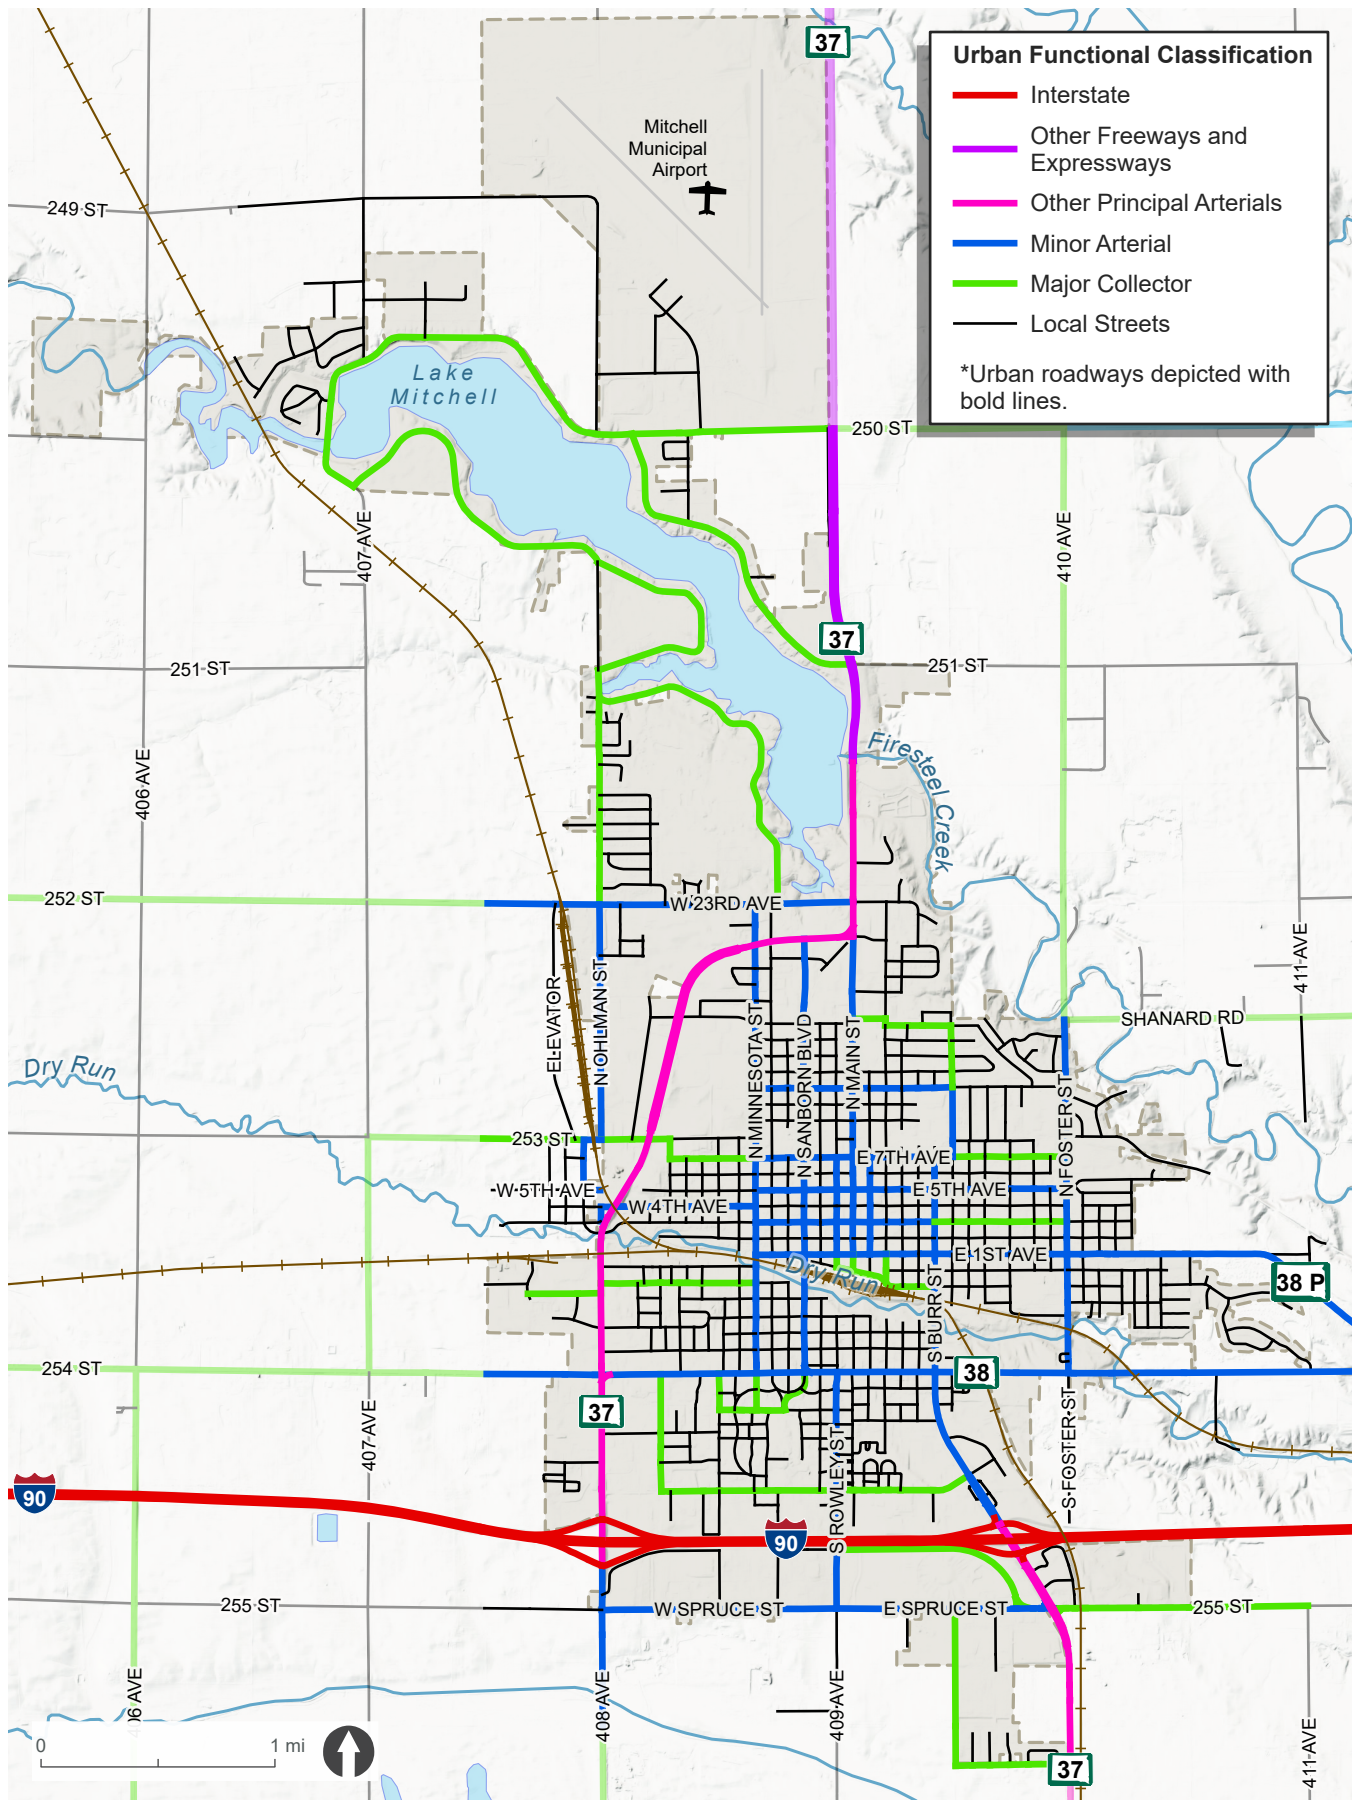 37
Urban Functional Classification
Interstate
Other Freeways and
Expressways
Other Principal Arterials
Minor Arterial
Major Collector
Local Streets
*Urban roadways depicted with
bold lines.
Mitchell
Municipal
Airport
249 ST
Lake
Mitchell
250 ST
407 AVE
410 AVE
37
251 ST
251 ST
406 AVE
Firesteel Creek
252 ST
W 23RD AVE
411 AVE
ELEVATOR
N OHLMAN ST
N MINNESOTA ST
N SANBORN BLVD
N MAIN ST
SHANARD RD
Dry Run
N FOSTER ST
253 ST
E 7TH AVE
W 5TH AVE
E 5TH AVE
W 4TH AVE
E 1ST AVE
Dry Run
38 P
S BURR ST
254 ST
38
37
407 AVE
S ROWLEY ST
S FOSTER ST
90
90
255 ST
W SPRUCE ST
E SPRUCE ST
255 ST
406 AVE
408 AVE
409 AVE
411 AVE
0
1 mi
37